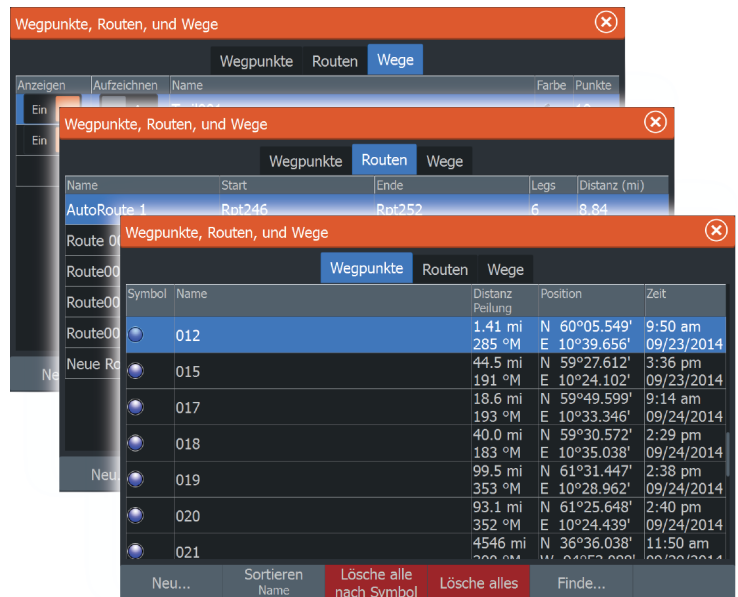 Wegpunkte, Routen, und Wege
Wegpunkte Routen Wege
Anzeigen Aufzeichnen Name Farbe Punkte
Ein
Ein
Wegpunkte, Routen, und Wege
Wegpunkte Routen Wege
Name Start Ende Legs Distanz (mi)
AutoRoute 1 Rpt246 Rpt252 6 8.84
Route
Route00
Route00
Route00
Neue
Neu
Wegpunkte, Routen, und Wege
Wegpunkte Routen Wege
Symbol Name Distanz Position Zeit
Peilung
012 1.41 mi N 60°05.549' 9:50 am
285 °M E 10°39.656' 09/23/2014
015 44.5 mi N 59°27.612' 3:36 pm
191 °M E 10°24.102' 09/23/2014
017 18.6 mi N 59°49.599' 9:14 am
193 °M E 10°33.346' 09/24/2014
018 40.0 mi N 59°30.572' 2:29 pm
183 °M E 10°35.038' 09/24/2014
019 99.5 mi N 61°31.447' 2:38 pm
353 °M E 10°28.962' 09/24/2014
020 93.1 mi N 61°25.648' 2:40 pm
352 °M E 10°24.439' 09/24/2014
021 4546 mi N 36°36.038' 11:50 am
Neu... Sortieren Lösche alle Lösche alles Finde...
Name nach Symbol